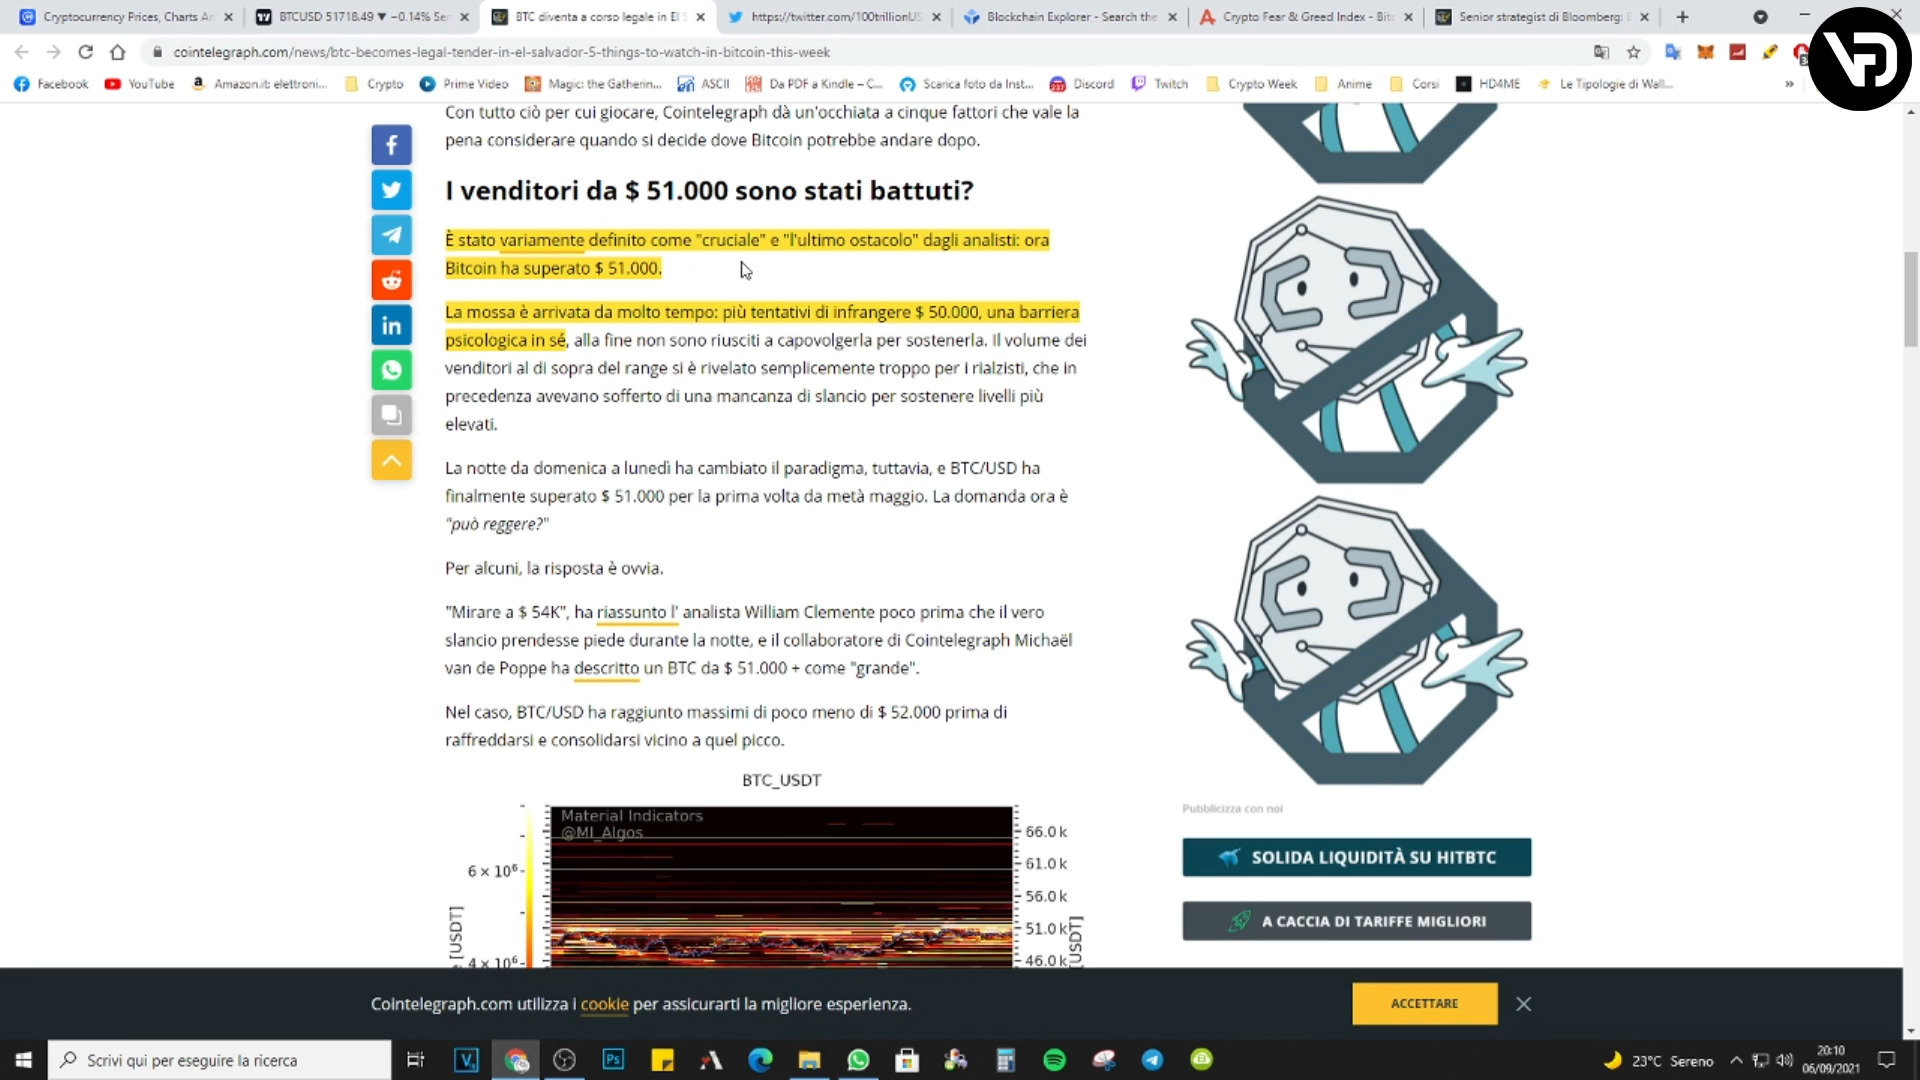 Cryptocurrency Prices, Charts An
BTCUSD 51718.49 ▼ −0.14% Sen
BTC diventa a corso legale in El S
https://twitter.com/100trillionUS
Blockchain Explorer - Search the
Crypto Fear & Greed Index - Bitc
Senior strategist di Bloomberg: E
cointelegraph.com/news/btc-becomes-legal-tender-in-el-salvador-5-things-to-watch-in-bitcoin-this-week
Facebook
YouTube
Amazon.it: elettroni...
Crypto
Prime Video
Magic: the Gatherin...
ASCII
Da PDF a Kindle – C...
Scarica foto da Inst...
Discord
Twitch
Crypto Week
Anime
Corsi
HD4ME
Le Tipologie di Wall...
»
Con tutto ciò per cui giocare, Cointelegraph dà un'occhiata a cinque fattori che vale la
pena considerare quando si decide dove Bitcoin potrebbe andare dopo.
I venditori da $ 51.000 sono stati battuti?
È stato variamente definito come "cruciale" e "l'ultimo ostacolo" dagli analisti: ora
Bitcoin ha superato $ 51.000.
La mossa è arrivata da molto tempo: più tentativi di infrangere $ 50.000, una barriera
psicologica in sé, alla fine non sono riusciti a capovolgerla per sostenerla. Il volume dei
venditori al di sopra del range si è rivelato semplicemente troppo per i rialzisti, che in
precedenza avevano sofferto di una mancanza di slancio per sostenere livelli più
elevati.
La notte da domenica a lunedì ha cambiato il paradigma, tuttavia, e BTC/USD ha
finalmente superato $ 51.000 per la prima volta da metà maggio. La domanda ora è
"può reggere?"
Per alcuni, la risposta è ovvia.
"Mirare a $ 54K", ha riassunto l' analista William Clemente poco prima che il vero
slancio prendesse piede durante la notte, e il collaboratore di Cointelegraph Michaël
van de Poppe ha descritto un BTC da $ 51.000 + come "grande".
Nel caso, BTC/USD ha raggiunto massimi di poco meno di $ 52.000 prima di
raffreddarsi e consolidarsi vicino a quel picco.
BTC_USDT
Material Indicators
@MI_Algos
66.0 k
61.0 k
56.0 k
51.0 k
46.0 k
6 × 10⁶
4 × 10⁶
[USDT]
[USDT]
Pubblicizza con noi
SOLIDA LIQUIDITÀ SU HITBTC
A CACCIA DI TARIFFE MIGLIORI
Cointelegraph.com utilizza i cookie per assicurarti la migliore esperienza.
ACCETTARE
Scrivi qui per eseguire la ricerca
Ps
23°C Sereno
20:10
06/09/2021